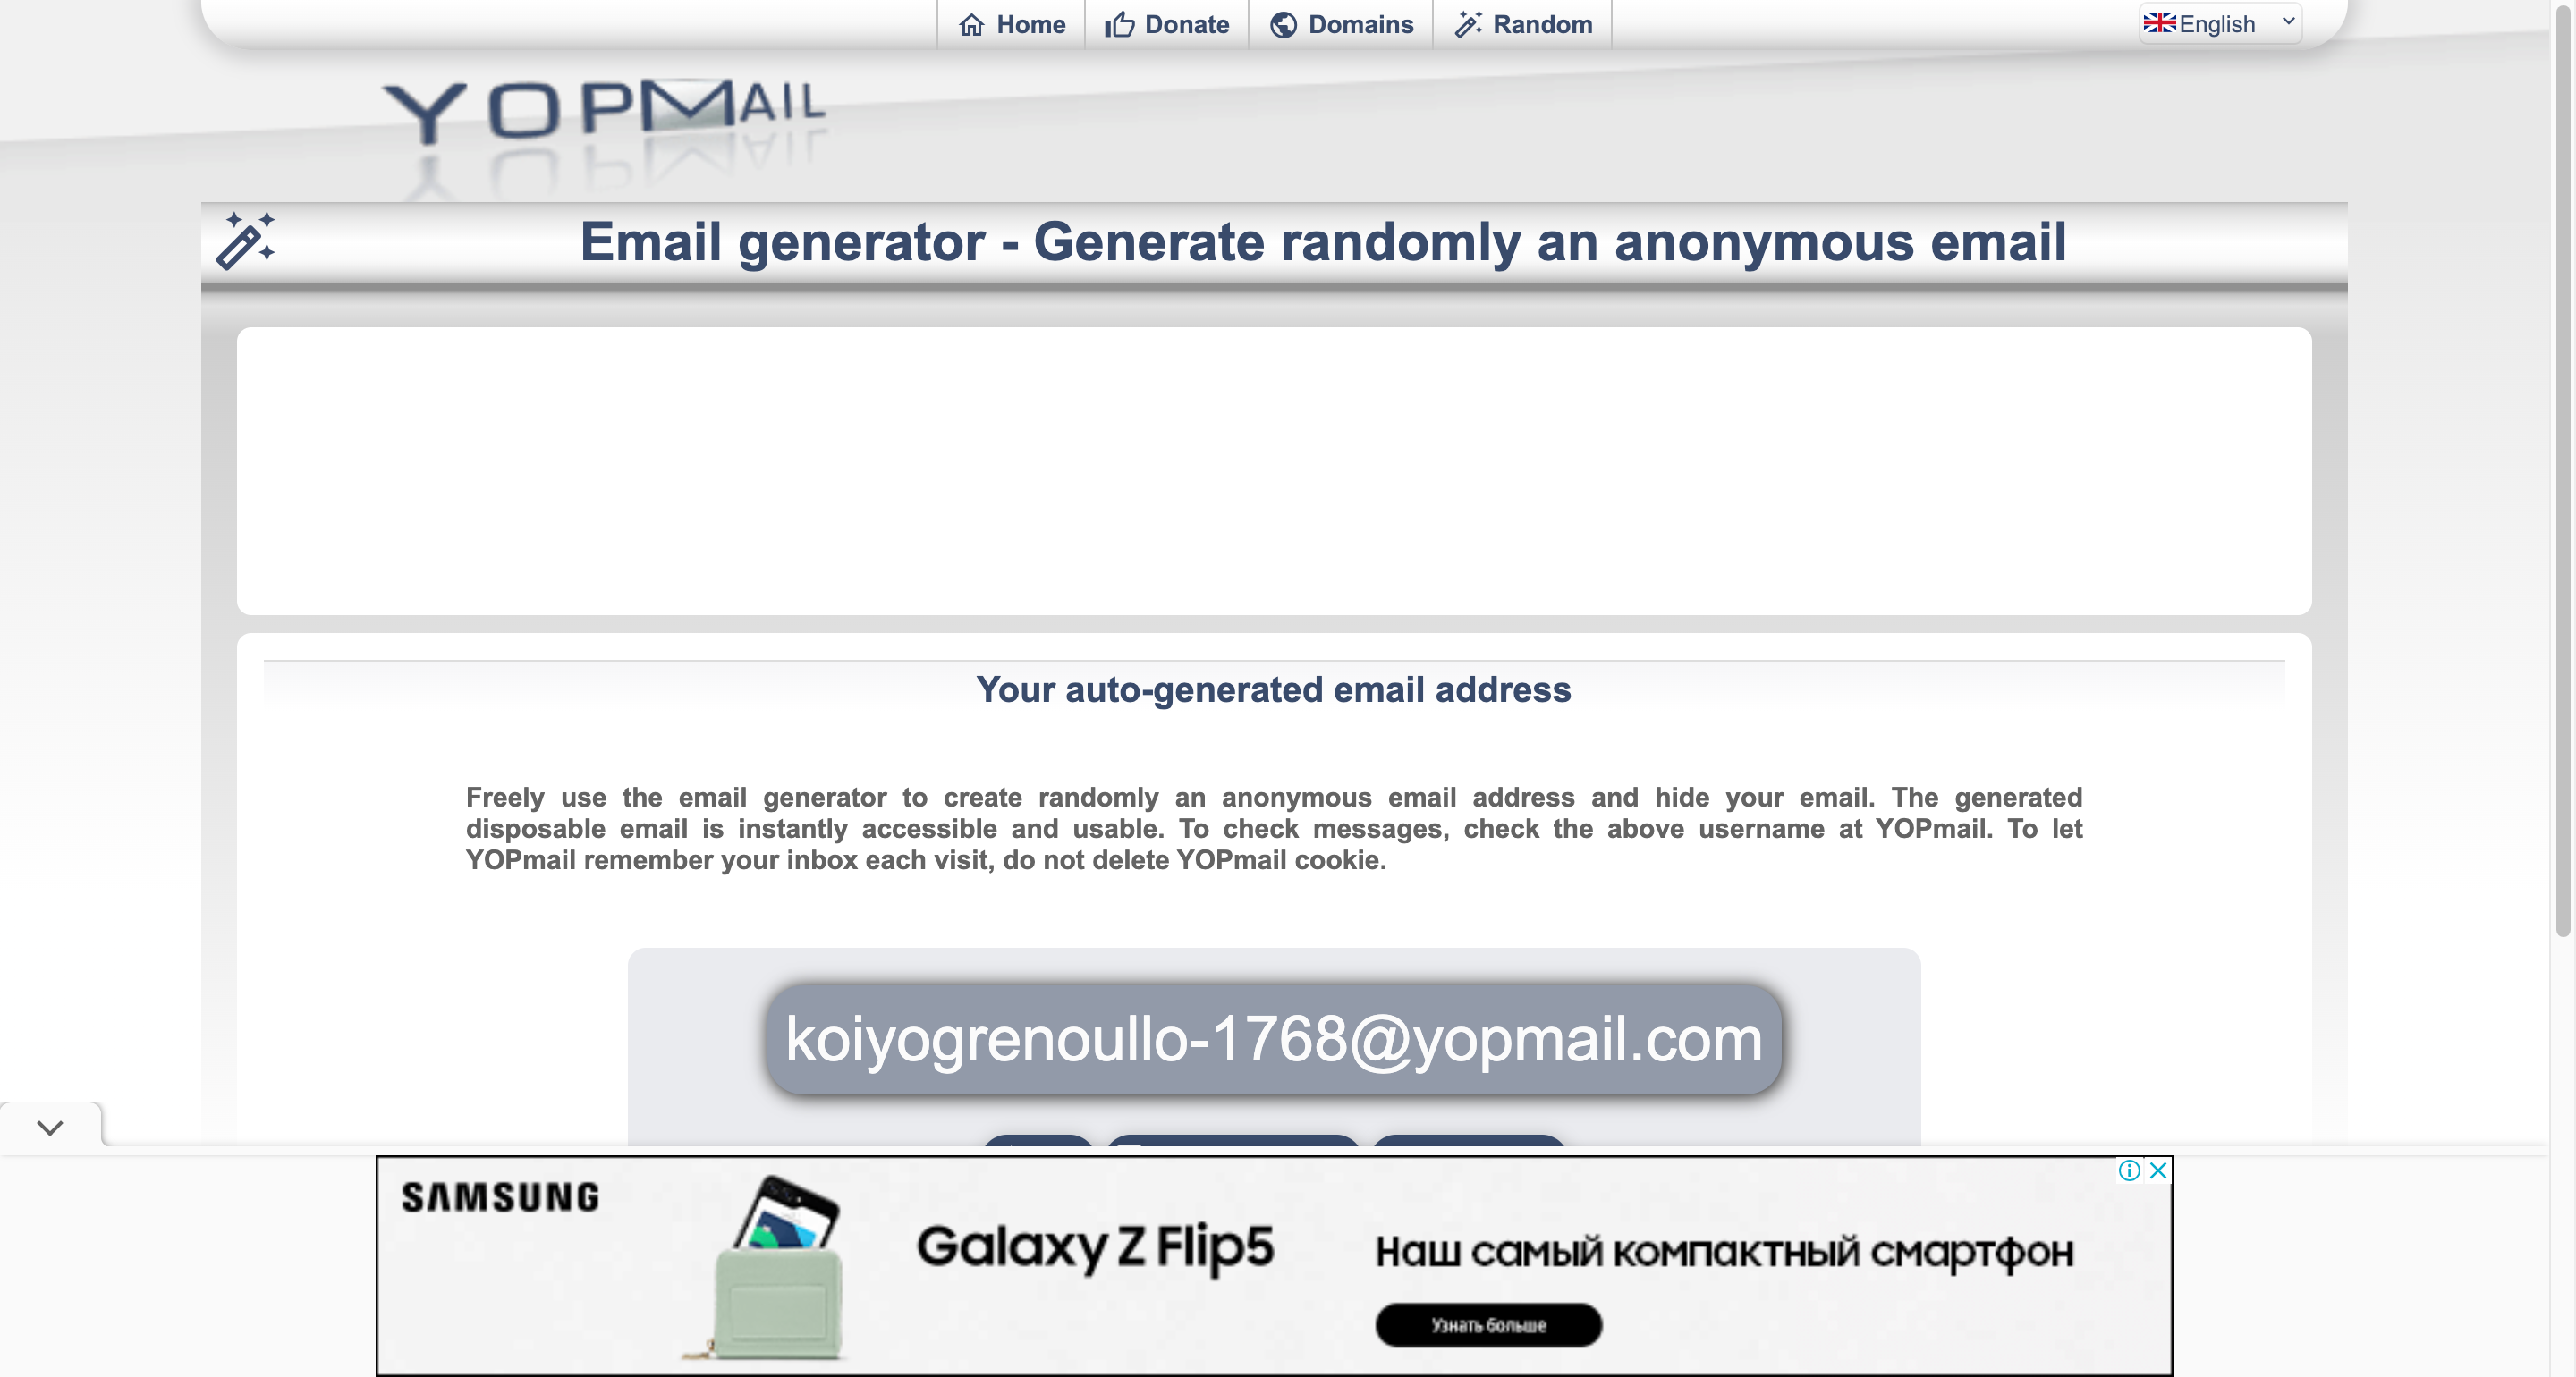 Home
Donate
Domains
Random
English
YOPMAIL
Email generator - Generate randomly an anonymous email
Your auto-generated email address
Freely use the email generator to create randomly an anonymous email address and hide your email. The generated
disposable email is instantly accessible and usable. To check messages, check the above username at YOPmail. To let
YOPmail remember your inbox each visit, do not delete YOPmail cookie.
koiyogrenoullo-1768@yopmail.com
SAMSUNG
Galaxy Z Flip5
Наш самый компактный смартфон
Узнать больше